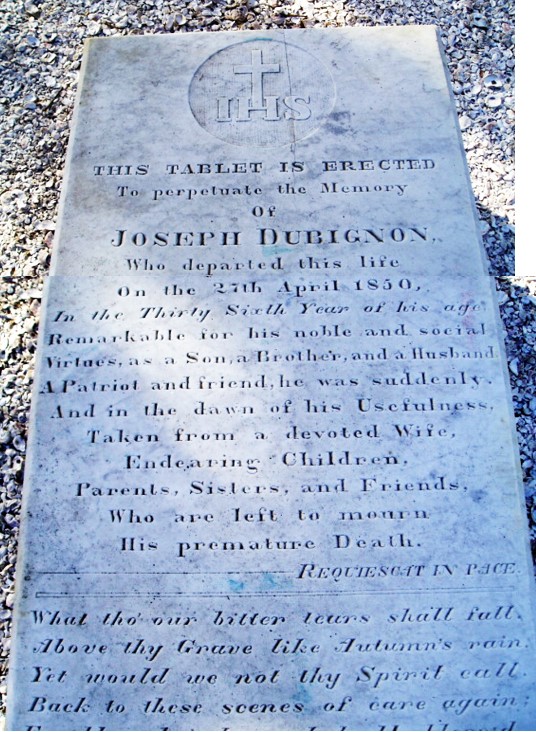 IHS
THIS TABLET IS ERECTED
To perpetuate the Memory
Of
JOSEPH DUBIGNON,
Who departed this life
On the 27th April 1850,
In the Thirty Sixth Year of his age
Remarkable for his noble and social
Virtues, as a Son, a Brother, and a Husband
A Patriot and friend, he was suddenly,
And in the dawn of his Usefulness,
Taken from a devoted Wife,
Endearing Children,
Parents, Sisters, and Friends,
Who are left to mourn
His premature Death.
REQUIESCAT IN PACE.
What tho' our bitter tears shall fall,
Above thy Grave like Autumn's rain.
Yet would we not thy Spirit call
Back to these scenes of care again;